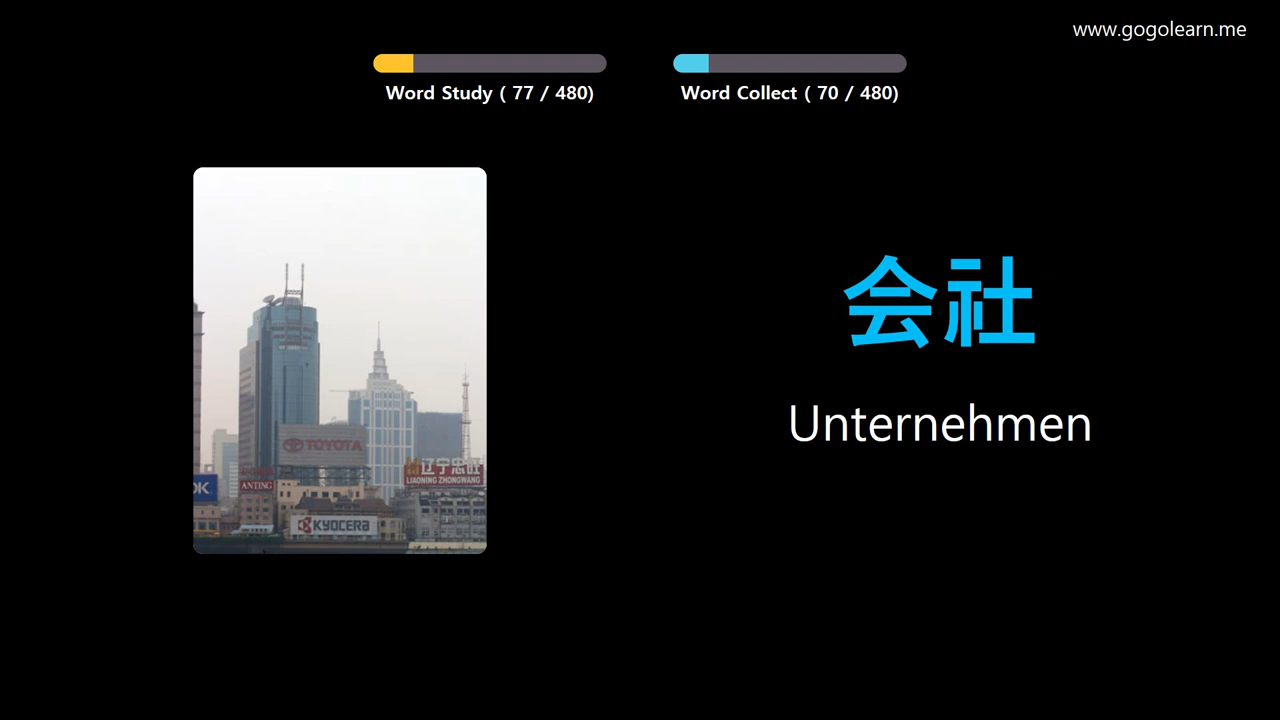 www.gogolearn.me
Word Study ( 77 / 480)
Word Collect ( 70 / 480)
会社
Unternehmen
TOYOTA
辽宁忠旺
LIAONING ZHONGWANG
OK
ANTING
KYOCERA